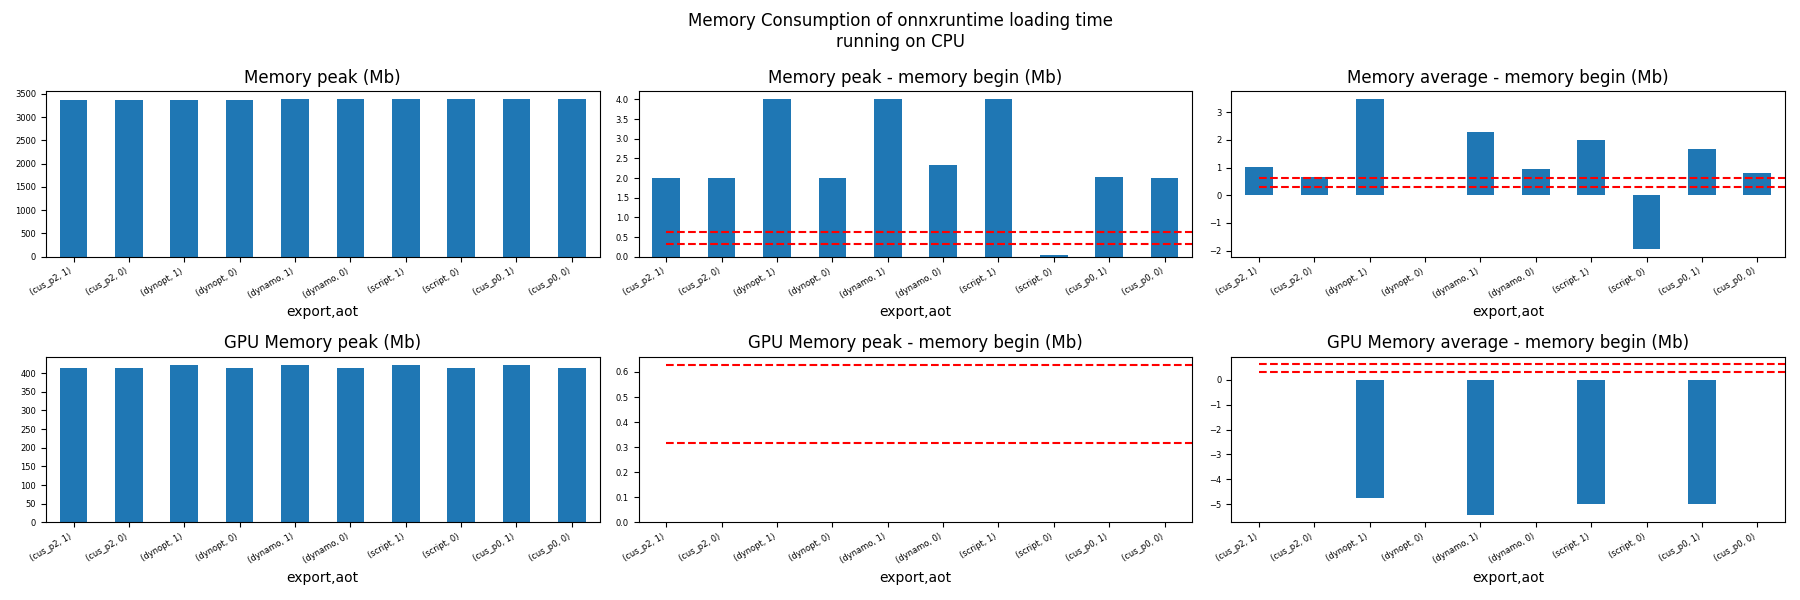 Memory Consumption of onnxruntime loading time
running on CPU
Memory peak (Mb)
3500
3000
2500
2000
1500
1000
500
0
(cus_p2, 1)
(cus_p2, 0)
(dynopt, 1)
(dynopt, 0)
(dynamo, 1)
(dynamo, 0)
(script, 1)
(script, 0)
(cus_p0, 1)
(cus_p0, 0)
export,aot
Memory peak - memory begin (Mb)
4.0
3.5
3.0
2.5
2.0
1.5
1.0
0.5
0.0
(cus_p2, 1)
(cus_p2, 0)
(dynopt, 1)
(dynopt, 0)
(dynamo, 1)
(dynamo, 0)
(script, 1)
(script, 0)
(cus_p0, 1)
(cus_p0, 0)
export,aot
Memory average - memory begin (Mb)
3
2
1
0
−1
−2
(cus_p2, 1)
(cus_p2, 0)
(dynopt, 1)
(dynopt, 0)
(dynamo, 1)
(dynamo, 0)
(script, 1)
(script, 0)
(cus_p0, 1)
(cus_p0, 0)
export,aot
GPU Memory peak (Mb)
400
350
300
250
200
150
100
50
0
(cus_p2, 1)
(cus_p2, 0)
(dynopt, 1)
(dynopt, 0)
(dynamo, 1)
(dynamo, 0)
(script, 1)
(script, 0)
(cus_p0, 1)
(cus_p0, 0)
export,aot
GPU Memory peak - memory begin (Mb)
0.6
0.5
0.4
0.3
0.2
0.1
0.0
(cus_p2, 1)
(cus_p2, 0)
(dynopt, 1)
(dynopt, 0)
(dynamo, 1)
(dynamo, 0)
(script, 1)
(script, 0)
(cus_p0, 1)
(cus_p0, 0)
export,aot
GPU Memory average - memory begin (Mb)
0
−1
−2
−3
−4
−5
(cus_p2, 1)
(cus_p2, 0)
(dynopt, 1)
(dynopt, 0)
(dynamo, 1)
(dynamo, 0)
(script, 1)
(script, 0)
(cus_p0, 1)
(cus_p0, 0)
export,aot